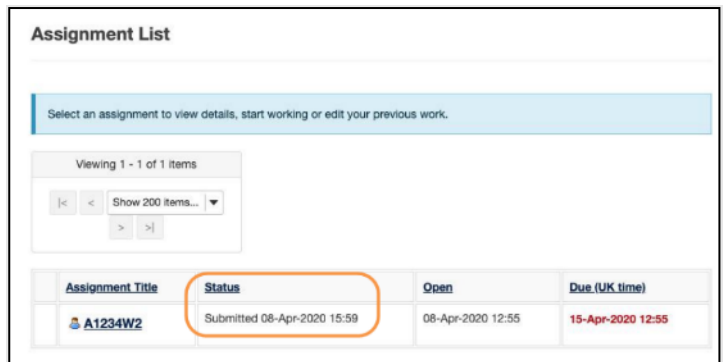 Assignment List
Select an assignment to view details, start working or edit your previous work.
Viewing 1 - 1 of 1 items
|< < Show 200 items...
> >|
Assignment Title Status Open Due (UK time)
A1234W2 Submitted 08-Apr-2020 15:59 08-Apr-2020 12:55 15-Apr-2020 12:55